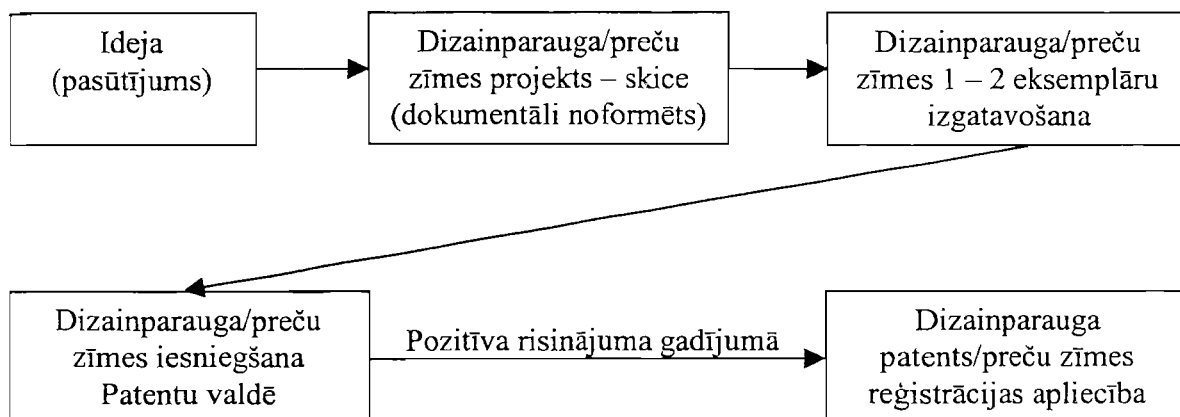 Ideja
(pasūtījums)
Dizainparauga/preču
zīmes projekts – skice
(dokumentāli noformēts)
Dizainparauga/preču
zīmes 1 – 2 eksemplāru
izgatavošana
Dizainparauga/preču
zīmes iesniegšana
Patentu valdē
Pozitīva risinājuma gadījumā
Dizainparauga
patents/preču zīmes
reģistrācijas apliecība